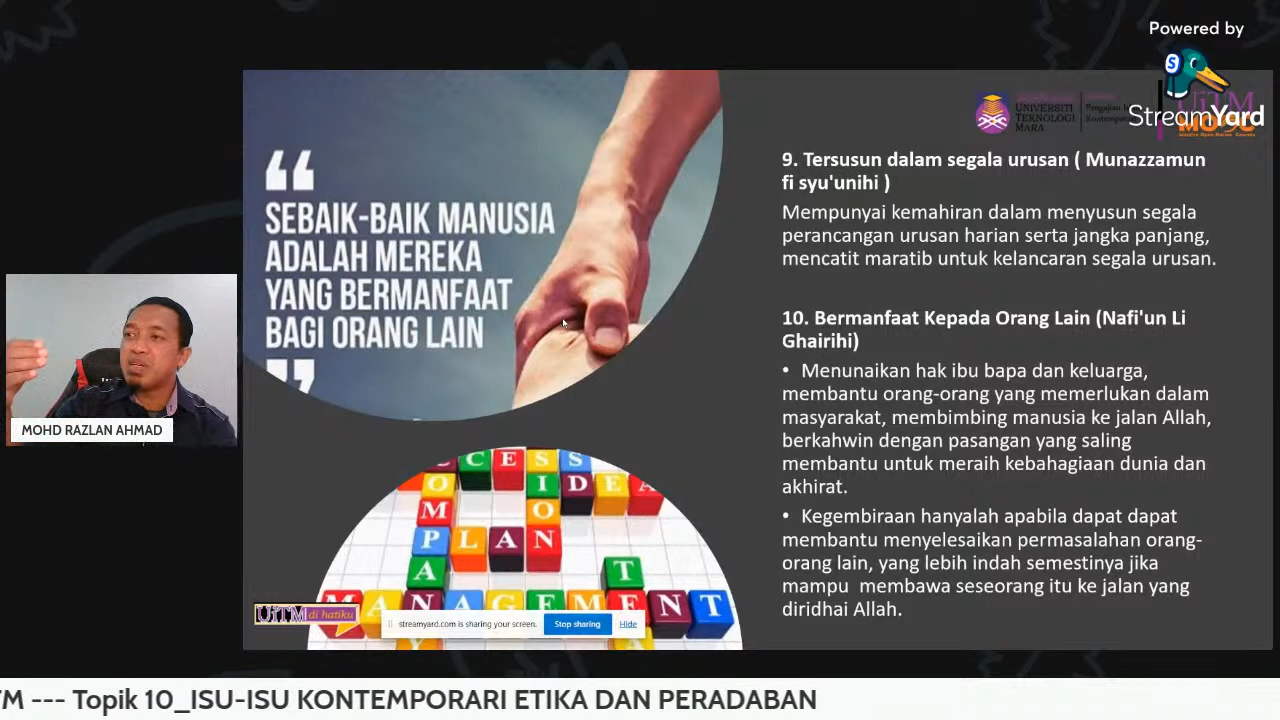 Powered by
StreamYard
UNIVERSITI
TEKNOLOGI
MARA
SEBAIK-BAIK MANUSIA
ADALAH MEREKA
YANG BERMANFAAT
BAGI ORANG LAIN
9. Tersusun dalam segala urusan ( Munazzamun
fi syu'unihi )
Mempunyai kemahiran dalam menyusun segala
perancangan urusan harian serta jangka panjang,
mencatit maratib untuk kelancaran segala urusan.
10. Bermanfaat Kepada Orang Lain (Nafi'un Li
Ghairihi)
• Menunaikan hak ibu bapa dan keluarga,
membantu orang-orang yang memerlukan dalam
masyarakat, membimbing manusia ke jalan Allah,
berkahwin dengan pasangan yang saling
membantu untuk meraih kebahagiaan dunia dan
akhirat.
• Kegembiraan hanyalah apabila dapat dapat
membantu menyelesaikan permasalahan orang-
orang lain, yang lebih indah semestinya jika
mampu membawa seseorang itu ke jalan yang
diridhai Allah.
MOHD RAZLAN AHMAD
PLAN
MANAGEMENT
UiTM di hatiku
streamyard.com is sharing your screen.
Stop sharing
Hide
TM --- Topik 10_ISU-ISU KONTEMPORARI ETIKA DAN PERADABAN